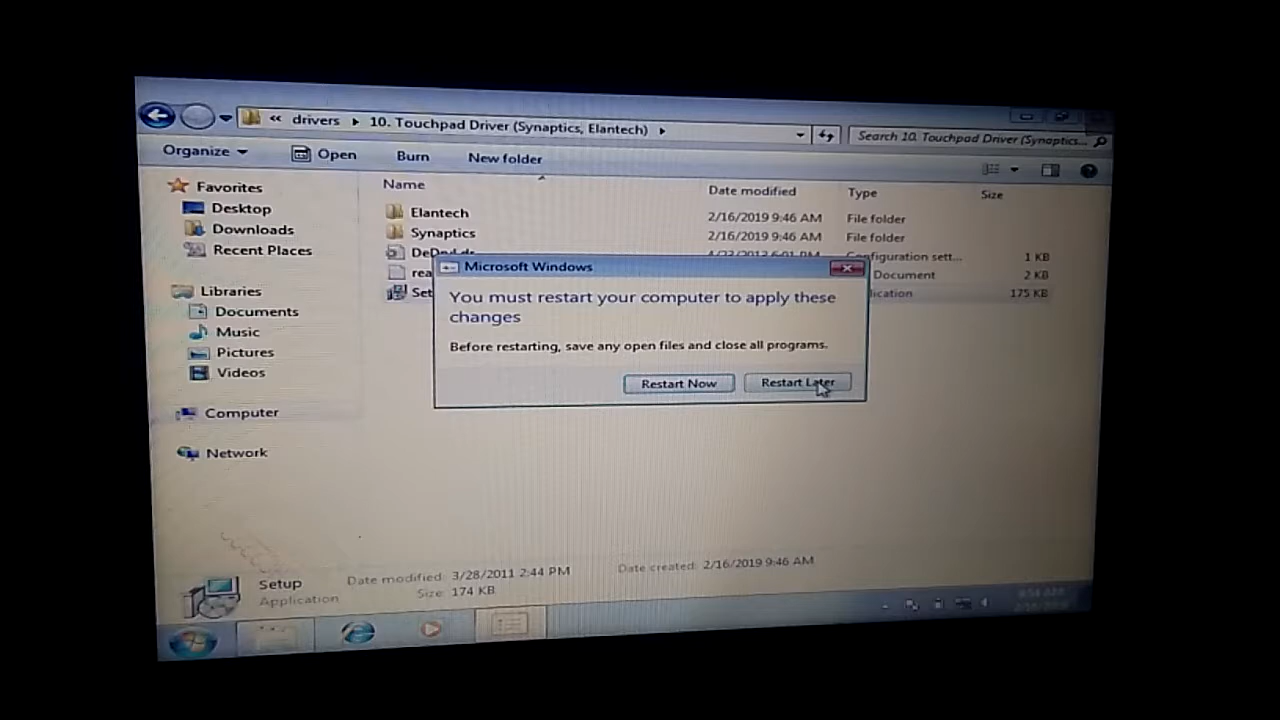 « drivers ▸ 10. Touchpad Driver (Synaptics, Elantech) ▸
Search 10. Touchpad Driver (Synaptics...
Organize
Open
Burn
New folder
Favorites
Desktop
Downloads
Recent Places
Libraries
Documents
Music
Pictures
Videos
Computer
Network
Name Date modified Type Size
Elantech 2/16/2019 9:46 AM File folder
Synaptics 2/16/2019 9:46 AM File folder
Configuration sett... 1 KB
rea Document 2 KB
Set 175 KB
Microsoft Windows
You must restart your computer to apply these
changes
Before restarting, save any open files and close all programs.
Restart Now Restart Later
Setup Date modified: 3/28/2011 2:44 PM Date created: 2/16/2019 9:46 AM
Application Size: 174 KB